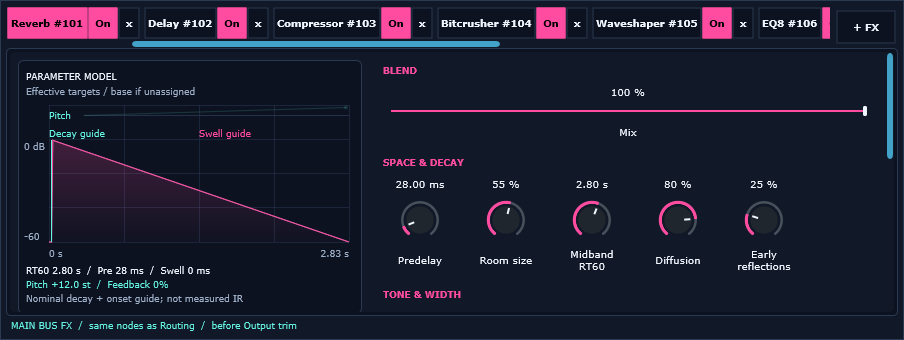 Reverb #101 On x Delay #102 On x Compressor #103 On x Bitcrusher #104 On x Waveshaper #105 On x EQ8 #106 + FX
PARAMETER MODEL
Effective targets / base if unassigned
Pitch
Decay guide Swell guide
0 dB
-60
0 s 2.83 s
RT60 2.80 s / Pre 28 ms / Swell 0 ms
Pitch +12.0 st / Feedback 0%
Nominal decay + onset guide; not measured IR
BLEND
100 %
Mix
SPACE & DECAY
28.00 ms 55 % 2.80 s 80 % 25 %
Predelay Room size Midband RT60 Diffusion Early reflections
TONE & WIDTH
MAIN BUS FX / same nodes as Routing / before Output trim